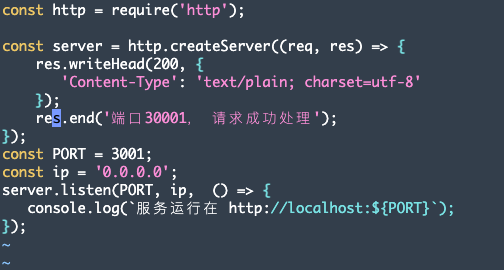 const http = require('http');

const server = http.createServer((req, res) => {
    res.writeHead(200, {
        'Content-Type': 'text/plain; charset=utf-8'
    });
    res.end('端口30001, 请求成功处理');
});
const PORT = 3001;
const ip = '0.0.0.0';
server.listen(PORT, ip,  () => {
   console.log(`服务运行在 http://localhost:${PORT}`);
});
~
~